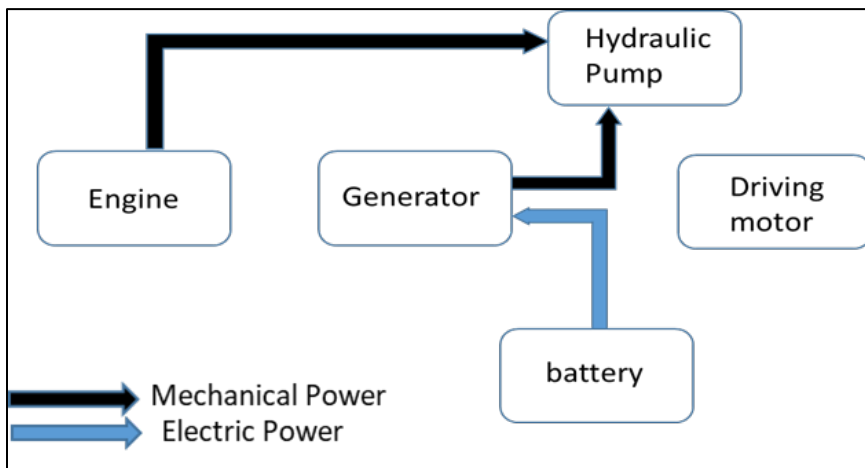 Hydraulic
Pump
Engine
Generator
Driving
motor
battery
Mechanical Power
Electric Power